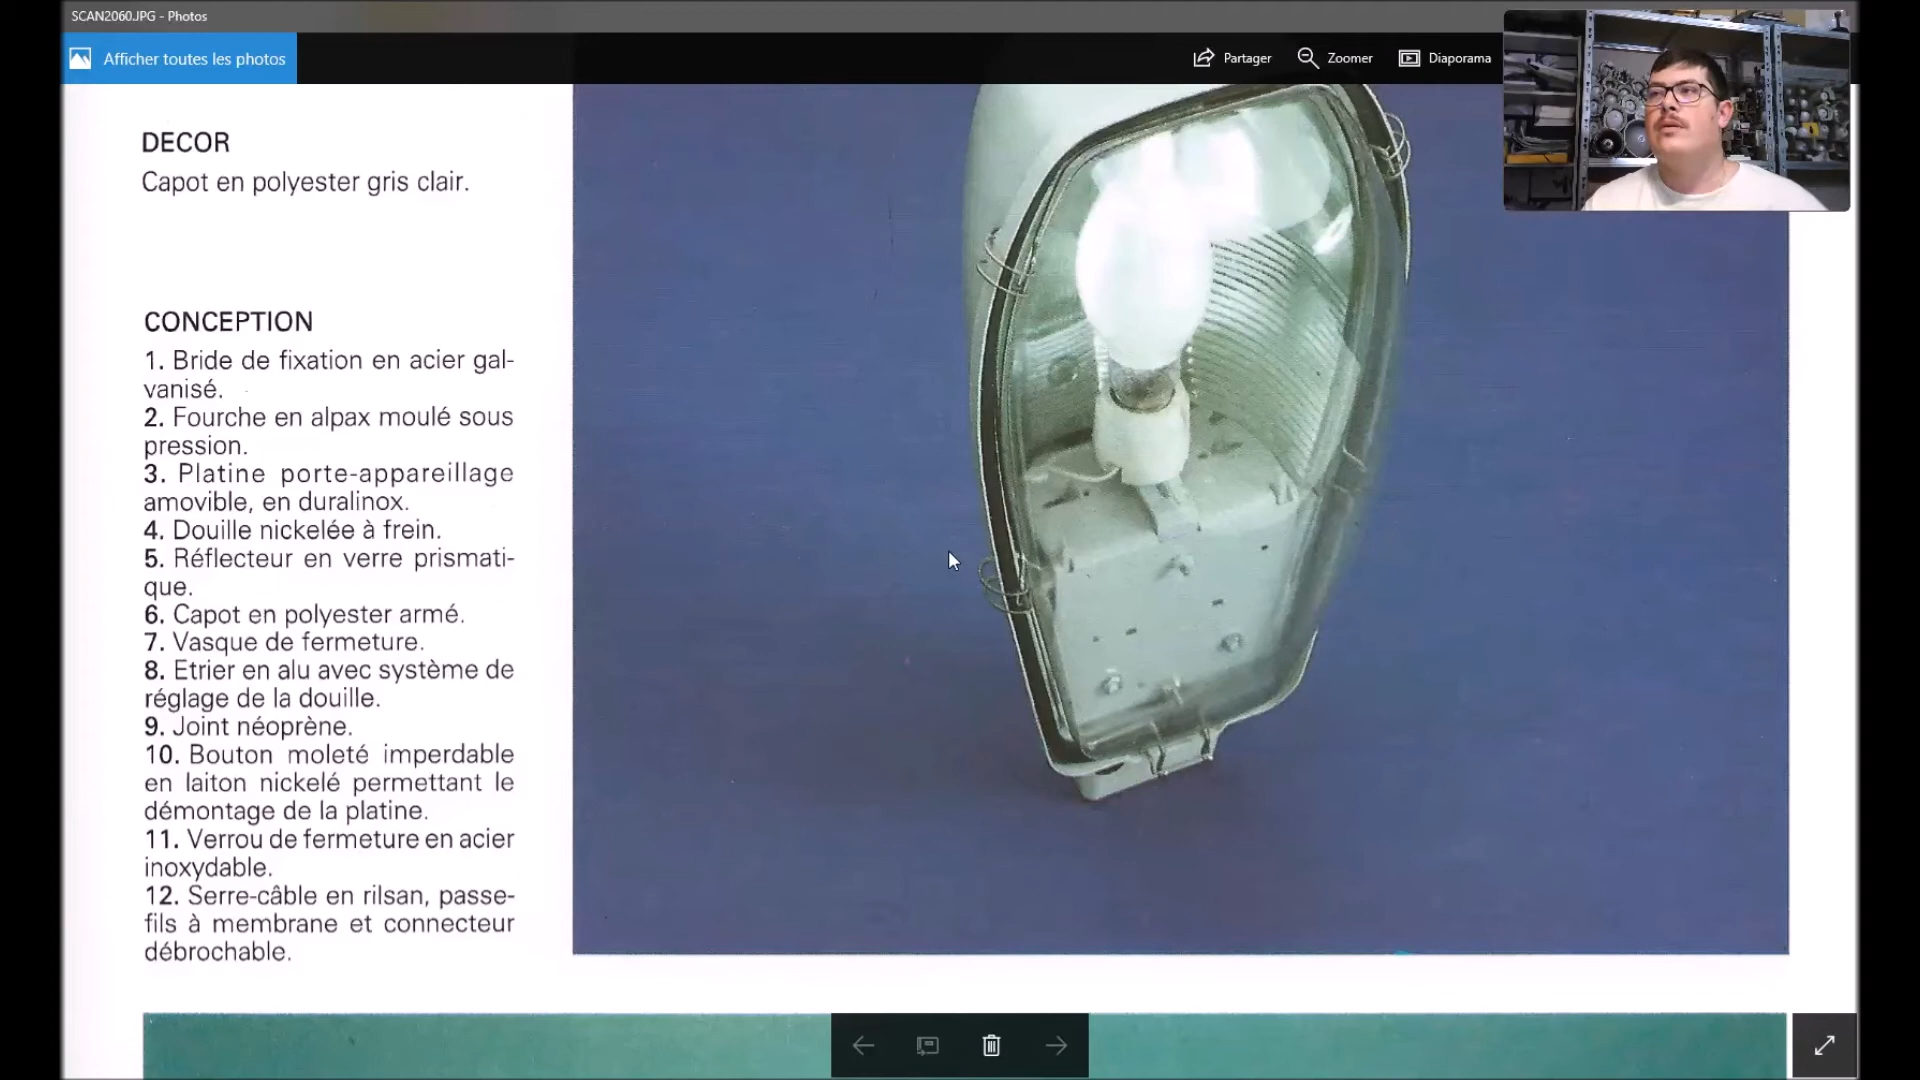 SCAN2060.JPG - Photos
Afficher toutes les photos
Partager
Zoomer
Diaporama
DECOR
Capot en polyester gris clair.
CONCEPTION
1. Bride de fixation en acier gal-
vanisé.
2. Fourche en alpax moulé sous
pression.
3. Platine porte-appareillage
amovible, en duralinox.
4. Douille nickelée à frein.
5. Réflecteur en verre prismati-
que.
6. Capot en polyester armé.
7. Vasque de fermeture.
8. Etrier en alu avec système de
réglage de la douille.
9. Joint néoprène.
10. Bouton moleté imperdable
en laiton nickelé permettant le
démontage de la platine.
11. Verrou de fermeture en acier
inoxydable.
12. Serre-câble en rilsan, passe-
fils à membrane et connecteur
débrochable.